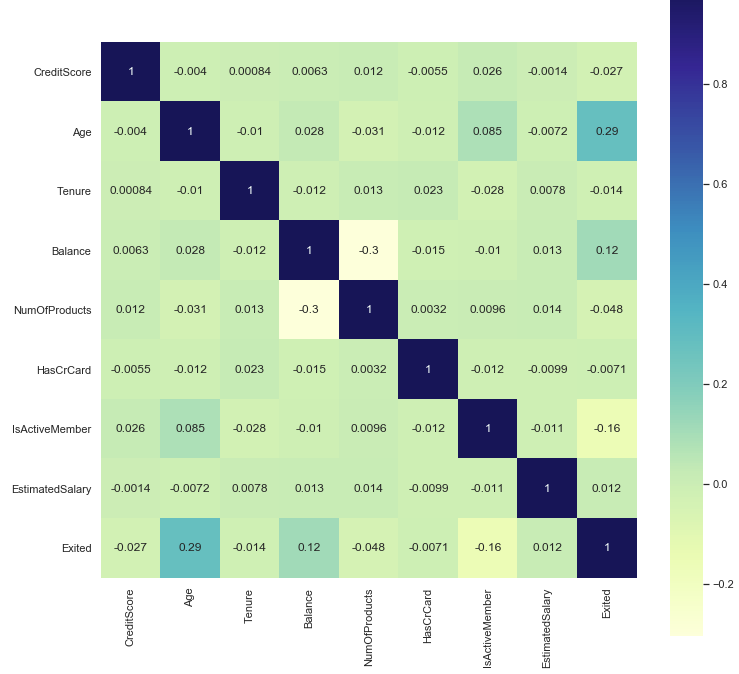 CreditScore 1 -0.004 0.00084 0.0063 0.012 -0.0055 0.026 -0.0014 -0.027
Age -0.004 1 -0.01 0.028 -0.031 -0.012 0.085 -0.0072 0.29
Tenure 0.00084 -0.01 1 -0.012 0.013 0.023 -0.028 0.0078 -0.014
Balance 0.0063 0.028 -0.012 1 -0.3 -0.015 -0.01 0.013 0.12
NumOfProducts 0.012 -0.031 0.013 -0.3 1 0.0032 0.0096 0.014 -0.048
HasCrCard -0.0055 -0.012 0.023 -0.015 0.0032 1 -0.012 -0.0099 -0.0071
IsActiveMember 0.026 0.085 -0.028 -0.01 0.0096 -0.012 1 -0.011 -0.16
EstimatedSalary -0.0014 -0.0072 0.0078 0.013 0.014 -0.0099 -0.011 1 0.012
Exited -0.027 0.29 -0.014 0.12 -0.048 -0.0071 -0.16 0.012 1
CreditScore
Age
Tenure
Balance
NumOfProducts
HasCrCard
IsActiveMember
EstimatedSalary
Exited
0.8
0.6
0.4
0.2
0.0
−0.2